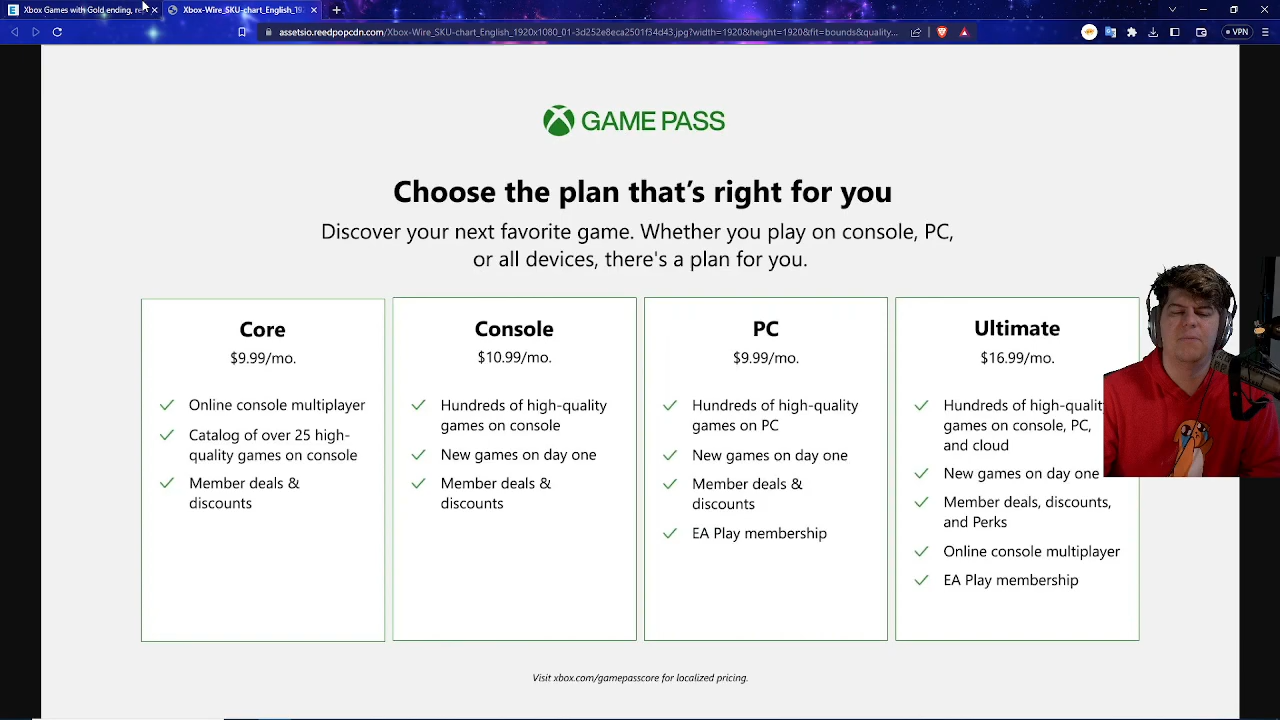 Xbox Games with Gold ending, re
Xbox-Wire_SKU-chart_English_19
assetsio.reedpopcdn.com/Xbox-Wire_SKU-chart_English_1920x1080_01-3d252e8eca2501f34d43.jpg?width=1920&height=1920&fit=bounds&quality...
VPN
GAME PASS
Choose the plan that's right for you
Discover your next favorite game. Whether you play on console, PC,
or all devices, there's a plan for you.
Core
$9.99/mo.
Online console multiplayer
Catalog of over 25 high-
quality games on console
Member deals &
discounts
Console
$10.99/mo.
Hundreds of high-quality
games on console
New games on day one
Member deals &
discounts
PC
$9.99/mo.
Hundreds of high-quality
games on PC
New games on day one
Member deals &
discounts
EA Play membership
Ultimate
$16.99/mo.
Hundreds of high-qualit
games on console, PC,
and cloud
New games on day one
Member deals, discounts,
and Perks
Online console multiplayer
EA Play membership
Visit xbox.com/gamepasscore for localized pricing.